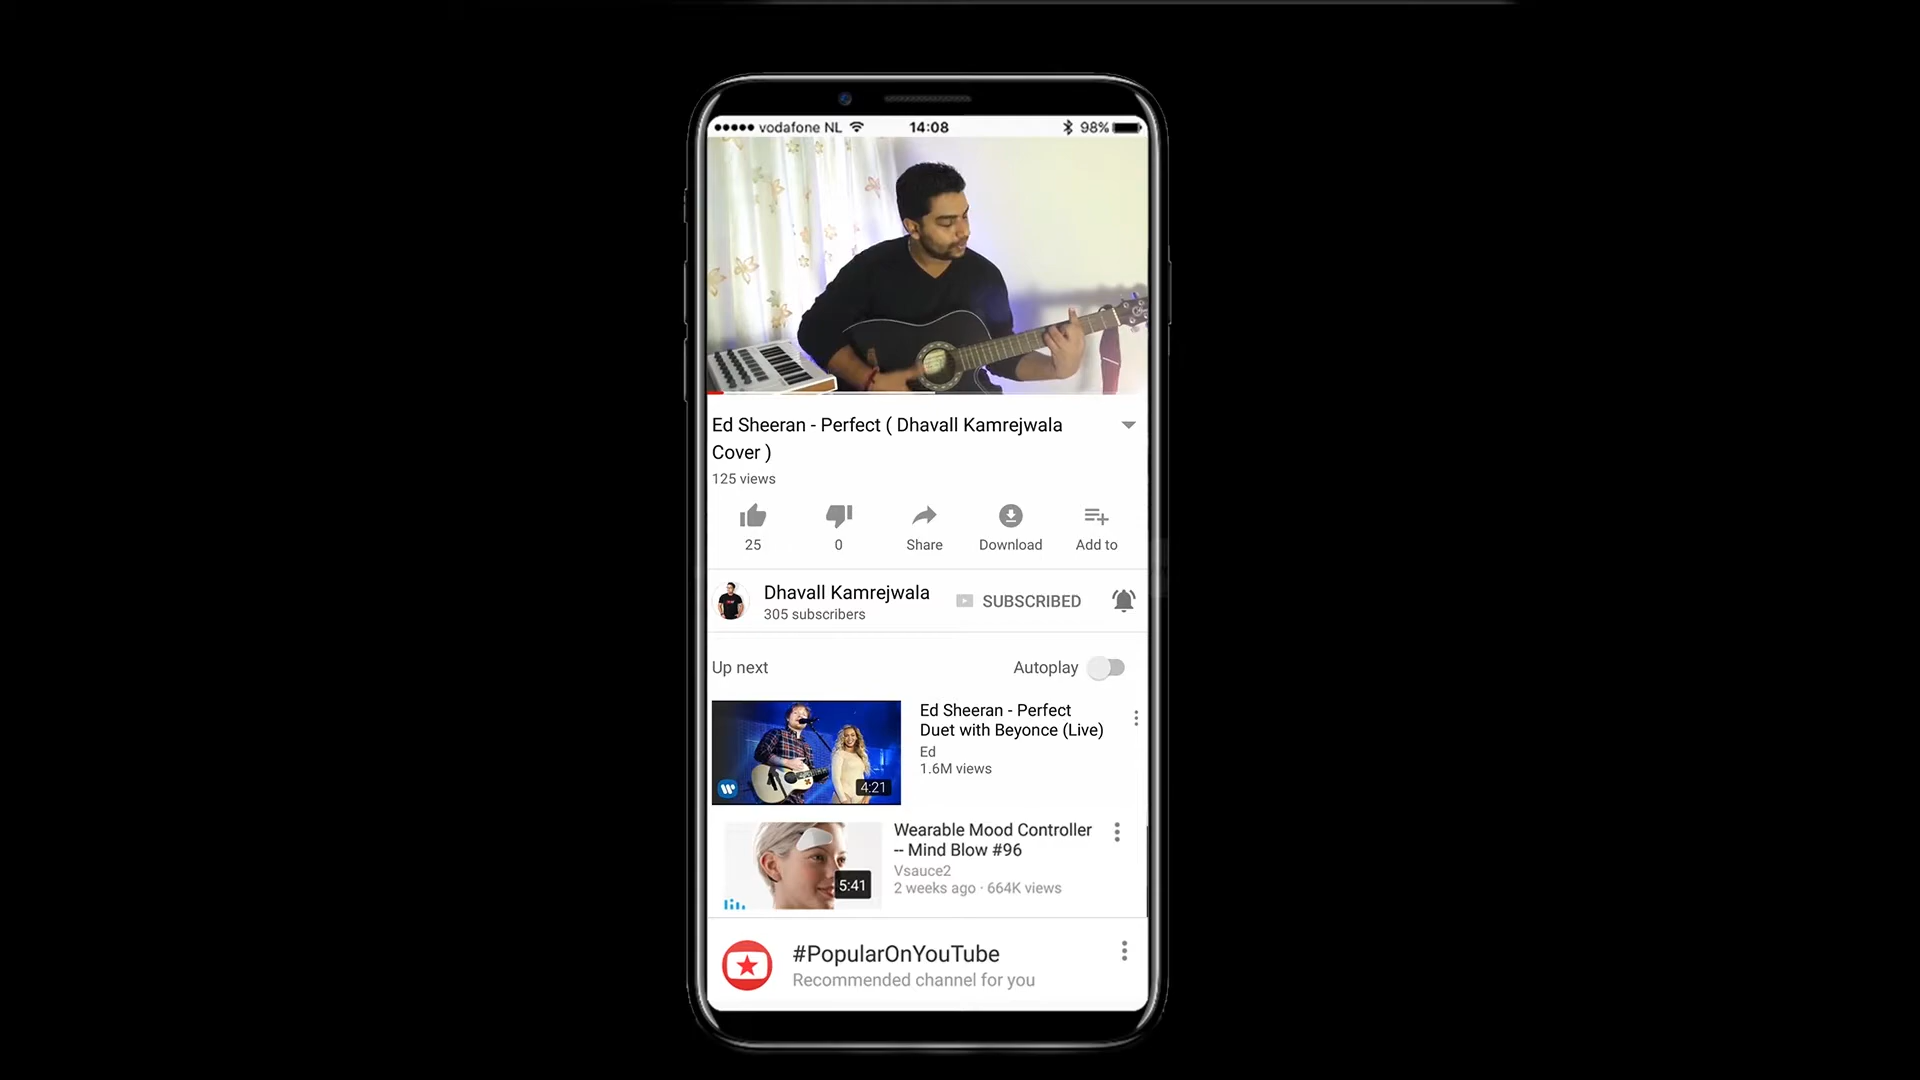 vodafone NL 14:08 98%
Ed Sheeran - Perfect ( Dhavall Kamrejwala
Cover )
125 views
25 0 Share Download Add to
Dhavall Kamrejwala
305 subscribers
SUBSCRIBED
Up next Autoplay
Ed Sheeran - Perfect
Duet with Beyonce (Live)
Ed
1.6M views
4:21
Wearable Mood Controller
-- Mind Blow #96
Vsauce2
2 weeks ago · 664K views
5:41
#PopularOnYouTube
Recommended channel for you